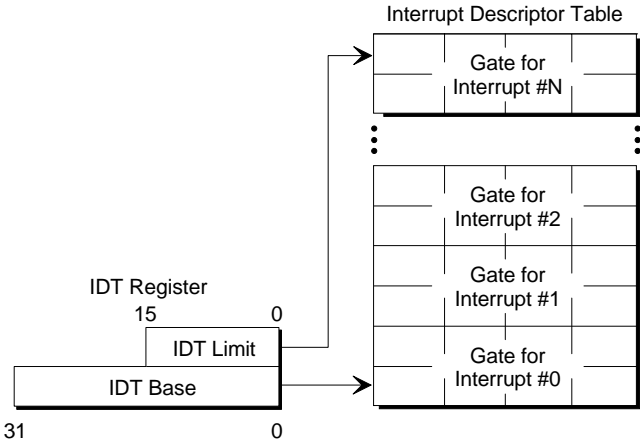 Interrupt Descriptor Table
Gate for
Interrupt #N
Gate for
Interrupt #2
Gate for
Interrupt #1
Gate for
Interrupt #0
IDT Register
15 0
IDT Limit
IDT Base
31 0